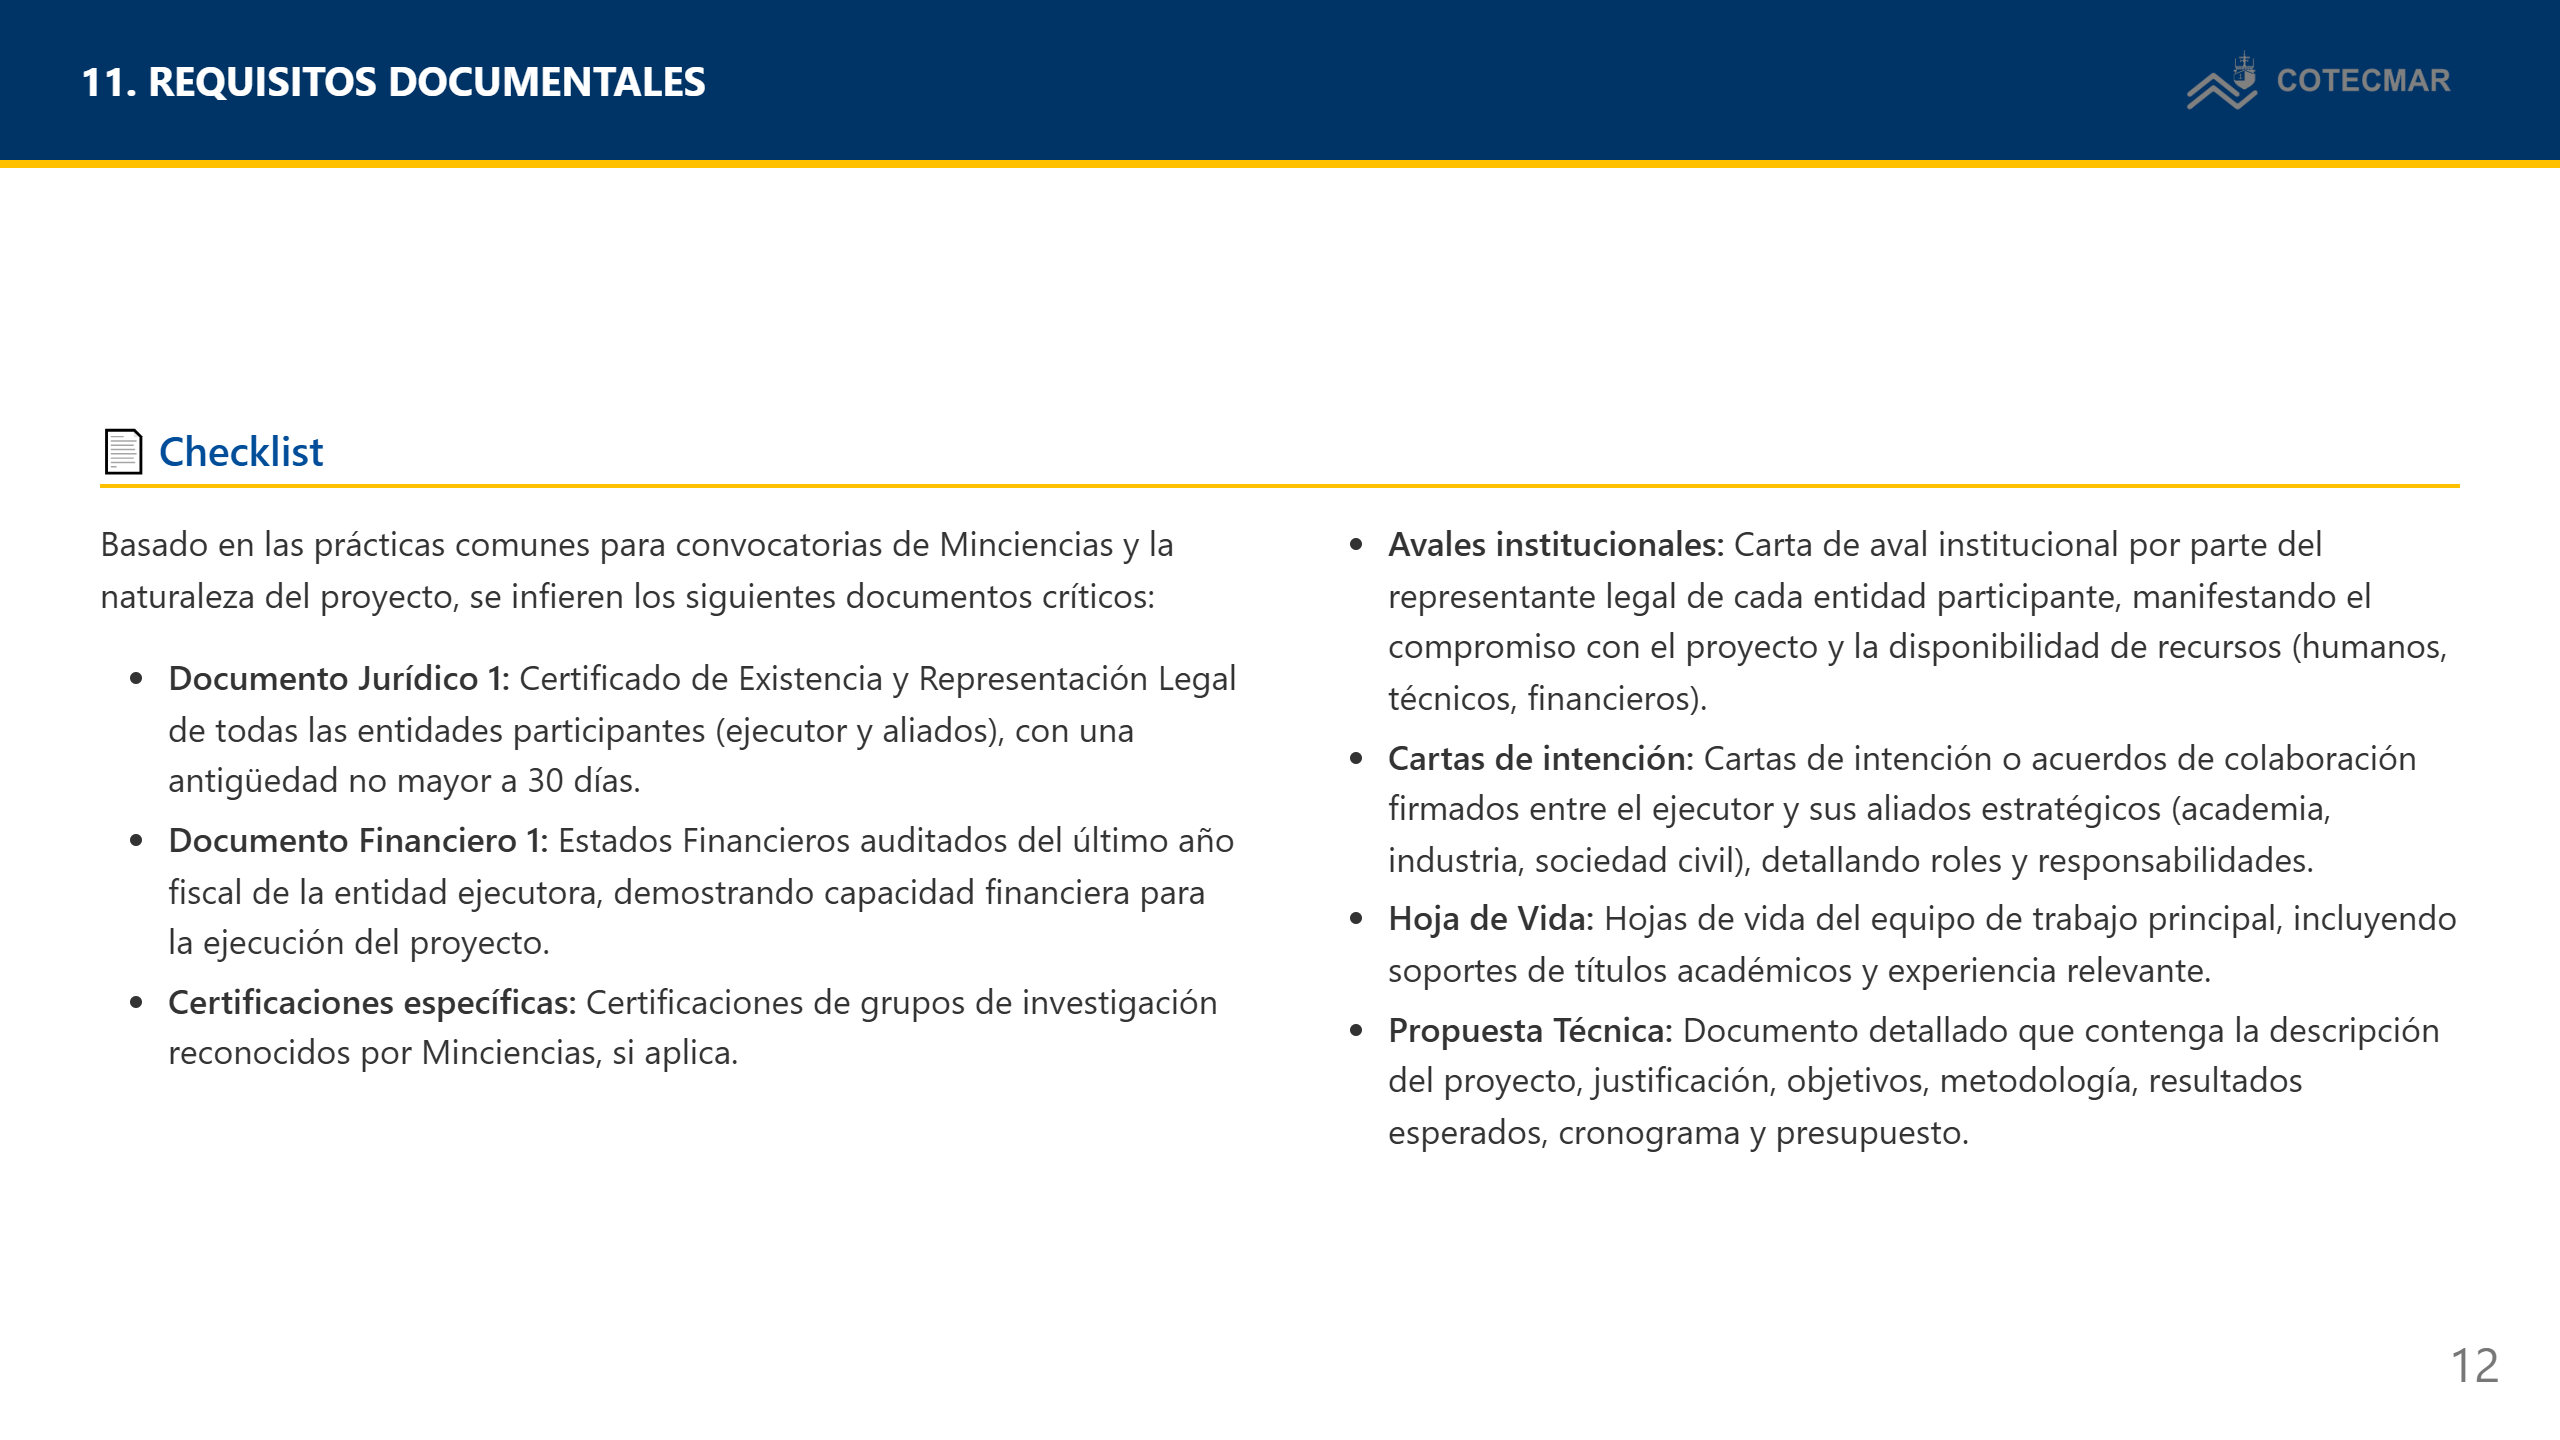 11. REQUISITOS DOCUMENTALES
COTECMAR
Checklist
Basado en las prácticas comunes para convocatorias de Minciencias y la
naturaleza del proyecto, se infieren los siguientes documentos críticos:
• Documento Jurídico 1: Certificado de Existencia y Representación Legal
de todas las entidades participantes (ejecutor y aliados), con una
antigüedad no mayor a 30 días.
• Documento Financiero 1: Estados Financieros auditados del último año
fiscal de la entidad ejecutora, demostrando capacidad financiera para
la ejecución del proyecto.
• Certificaciones específicas: Certificaciones de grupos de investigación
reconocidos por Minciencias, si aplica.
• Avales institucionales: Carta de aval institucional por parte del
representante legal de cada entidad participante, manifestando el
compromiso con el proyecto y la disponibilidad de recursos (humanos,
técnicos, financieros).
• Cartas de intención: Cartas de intención o acuerdos de colaboración
firmados entre el ejecutor y sus aliados estratégicos (academia,
industria, sociedad civil), detallando roles y responsabilidades.
• Hoja de Vida: Hojas de vida del equipo de trabajo principal, incluyendo
soportes de títulos académicos y experiencia relevante.
• Propuesta Técnica: Documento detallado que contenga la descripción
del proyecto, justificación, objetivos, metodología, resultados
esperados, cronograma y presupuesto.
12